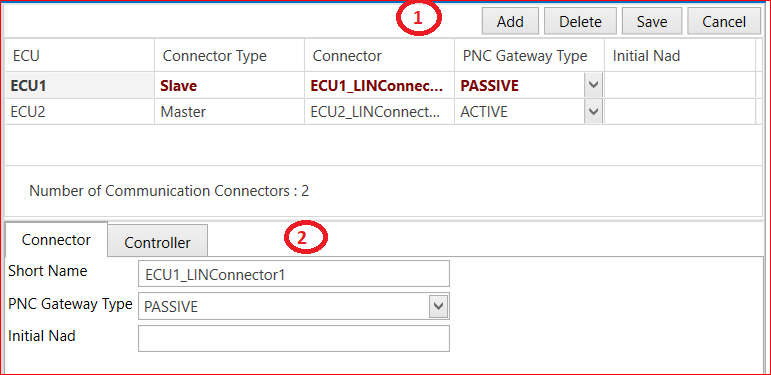 1 Add Delete Save Cancel
ECU Connector Type Connector PNC Gateway Type Initial Nad
ECU1 Slave ECU1_LINConnec... PASSIVE
ECU2 Master ECU2_LINConnect... ACTIVE
Number of Communication Connectors : 2
Connector Controller 2
Short Name ECU1_LINConnector1
PNC Gateway Type PASSIVE
Initial Nad